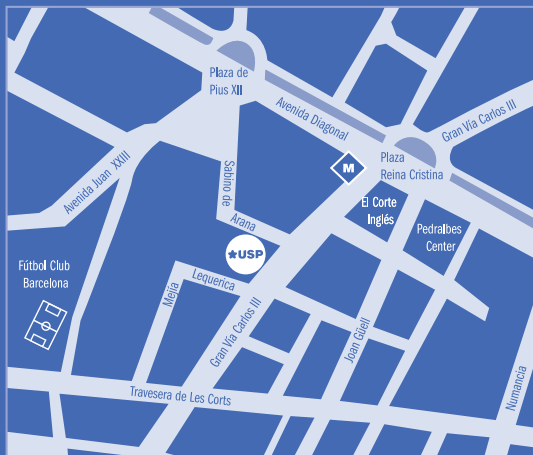 Plaza de
Pius XII
Avenida Diagonal
Gran Vía Carlos III
Plaza
Reina Cristina
M
Avenida Juan XXIII
Sabino de
Arana
El Corte
Inglés
Pedralbes
Center
USP
Fútbol Club
Barcelona
Mejia
Lequerica
Gran Vía Carlos III
Joan Güell
Numancia
Travesera de Les Corts